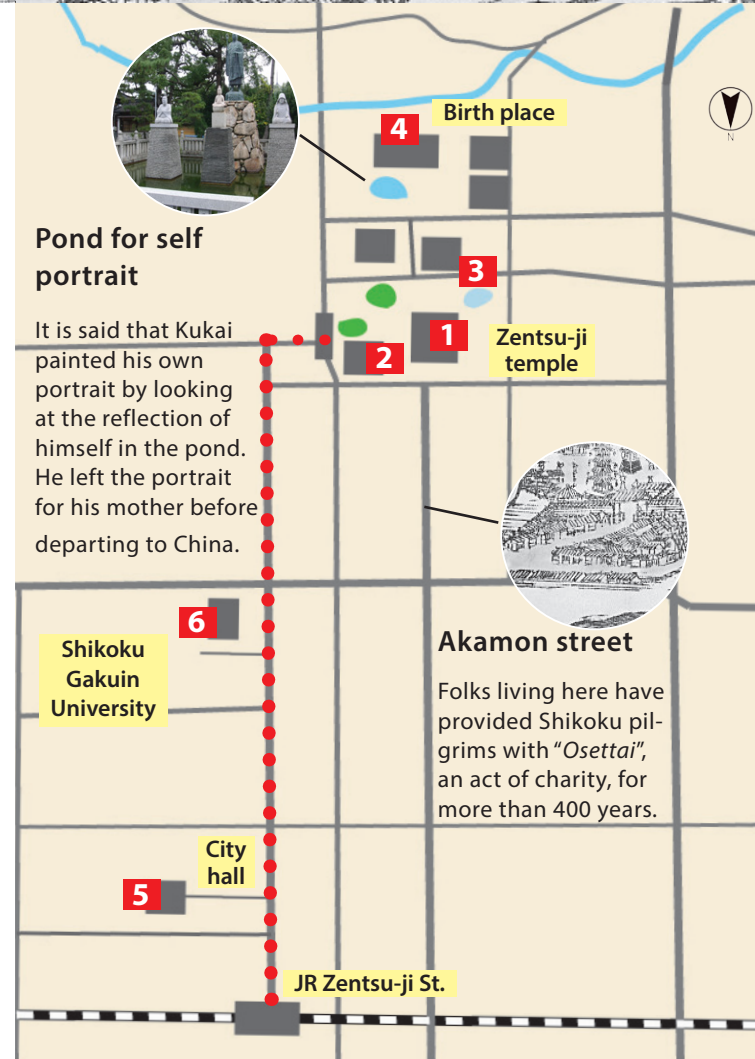 Birth place
4
N
Pond for self
portrait
3
It is said that Kukai
painted his own
portrait by looking
at the reflection of
himself in the pond.
He left the portrait
for his mother before
departing to China.
1
2
Zentsu-ji
temple
6
Shikoku
Gakuin
University
Akamon street
Folks living here have
provided Shikoku pil-
grims with “Osettai”,
an act of charity, for
more than 400 years.
City
hall
5
JR Zentsu-ji St.